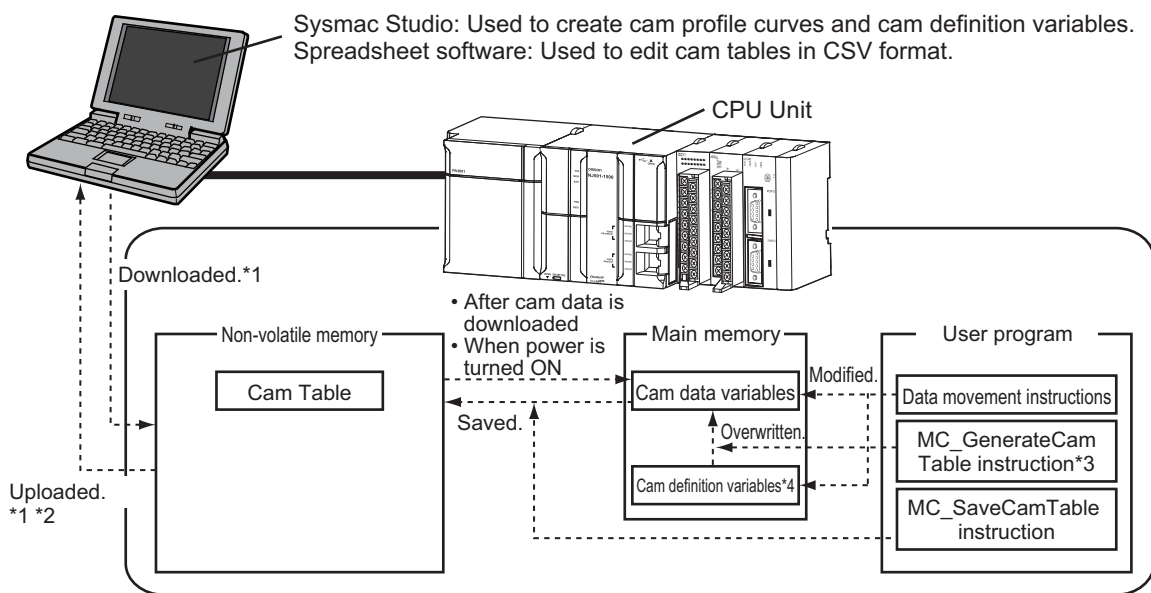 Sysmac Studio: Used to create cam profile curves and cam definition variables.
Spreadsheet software: Used to edit cam tables in CSV format.
CPU Unit
Downloaded.*1
• After cam data is
downloaded
• When power is
turned ON
Non-volatile memory
Main memory
User program
Cam Table
Cam data variables
Modified.
Data movement instructions
Saved.
Overwritten.
MC_GenerateCam
Table instruction*3
Cam definition variables*4
Uploaded.
*1 *2
MC_SaveCamTable
instruction